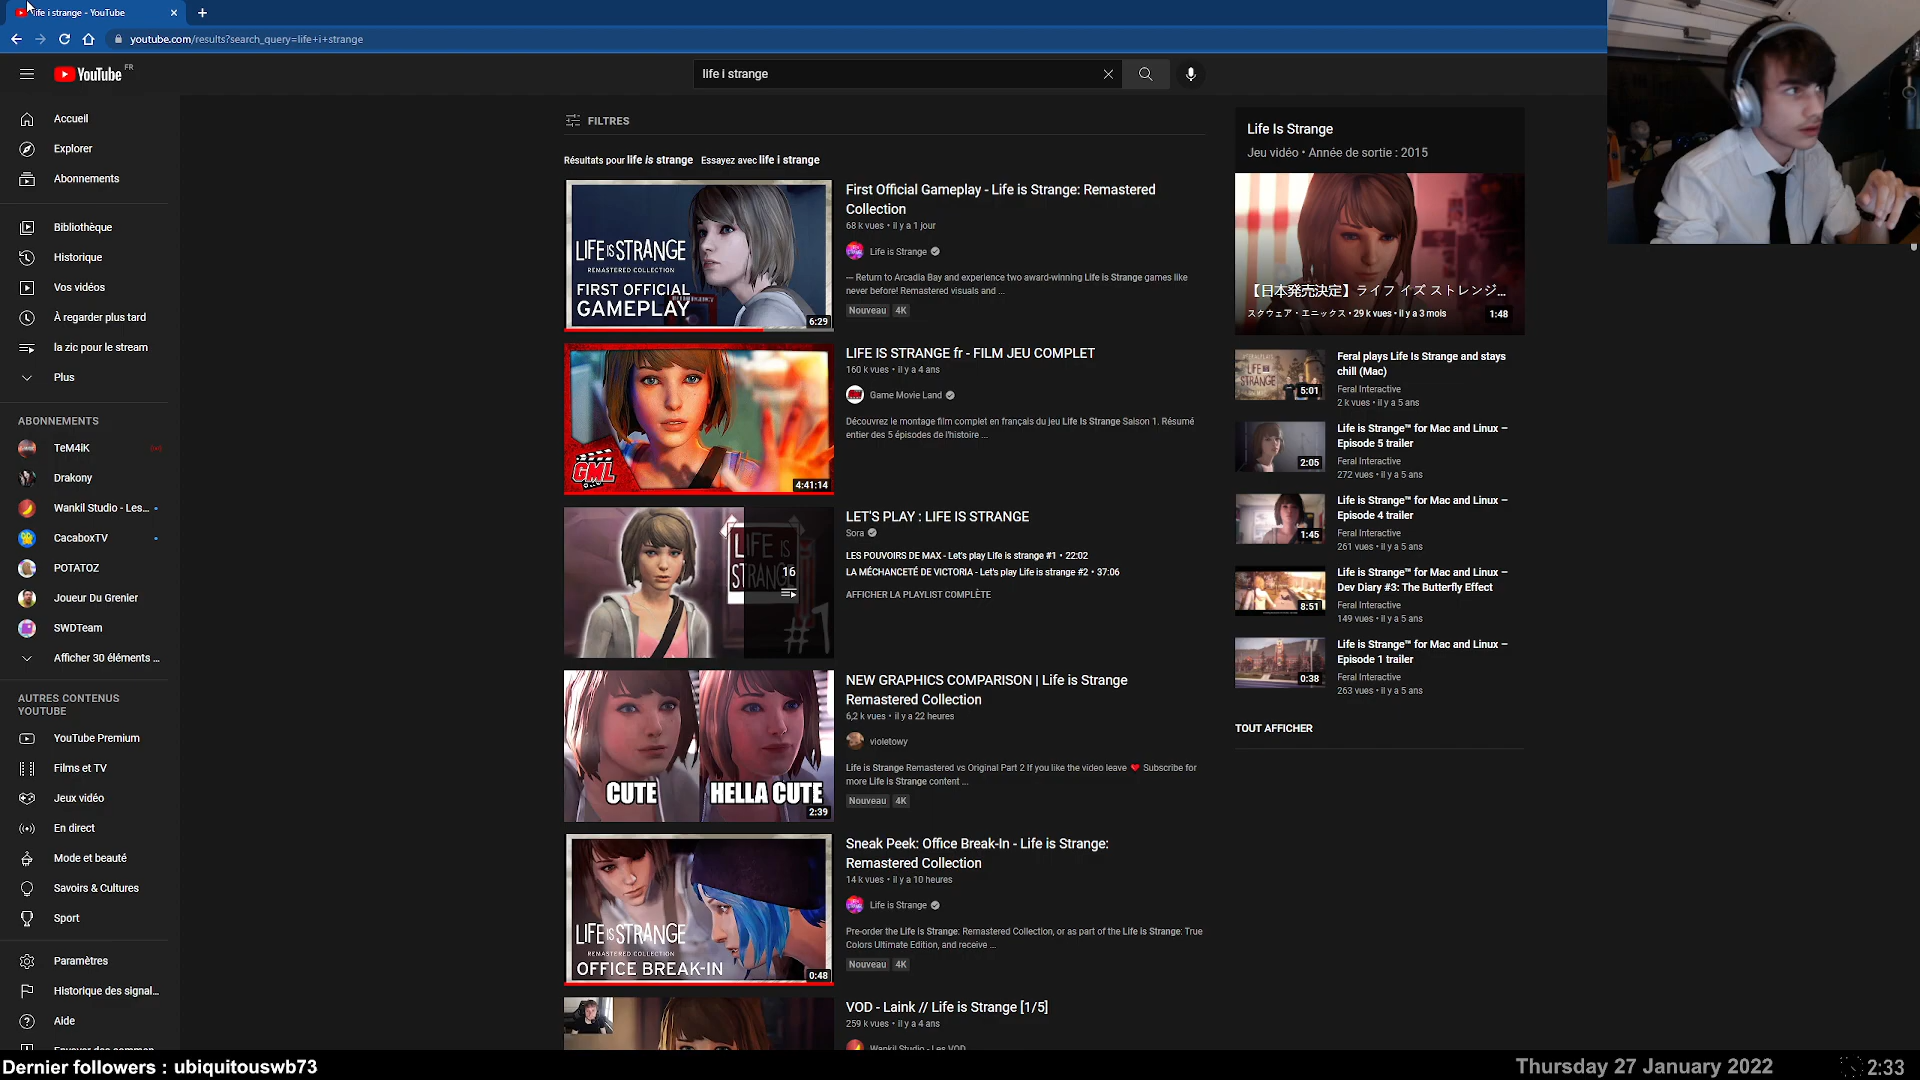 life i strange - YouTube
youtube.com/results?search_query=life+i+strange
YouTube FR
life i strange
Accueil
Explorer
Abonnements
Bibliothèque
Historique
Vos vidéos
À regarder plus tard
la zic pour le stream
Plus
ABONNEMENTS
TeM4iK
Drakony
Wankil Studio - Les...
CacaboxTV
POTATOZ
Joueur Du Grenier
SWDTeam
Afficher 30 éléments ...
AUTRES CONTENUS
YOUTUBE
YouTube Premium
Films et TV
Jeux vidéo
En direct
Mode et beauté
Savoirs & Cultures
Sport
Paramètres
Historique des signal...
Aide
FILTRES
Résultats pour life is strange Essayez avec life i strange
LIFE IS STRANGE
REMASTERED COLLECTION
FIRST OFFICIAL
GAMEPLAY
6:29
First Official Gameplay - Life is Strange: Remastered
Collection
68 k vues • il y a 1 jour
Life is Strange
— Return to Arcadia Bay and experience two award-winning Life is Strange games like
never before! Remastered visuals and ...
Nouveau 4K
GML
4:41:14
LIFE IS STRANGE fr - FILM JEU COMPLET
160 k vues • il y a 4 ans
Game Movie Land
Découvrez le montage film complet en français du jeu Life Is Strange Saison 1. Résumé
entier des 5 épisodes de l'histoire ...
LIFE IS
STRANGE
16
#1
LET'S PLAY : LIFE IS STRANGE
Sora
LES POUVOIRS DE MAX - Let's play Life is strange #1 • 22:02
LA MÉCHANCETÉ DE VICTORIA - Let's play Life is strange #2 • 37:06
AFFICHER LA PLAYLIST COMPLÈTE
CUTE
HELLA CUTE
2:39
NEW GRAPHICS COMPARISON | Life is Strange
Remastered Collection
6,2 k vues • il y a 22 heures
violetowy
Life is Strange Remastered vs Original Part 2 If you like the video leave ❤ Subscribe for
more Life is Strange content ...
Nouveau 4K
LIFE IS STRANGE
REMASTERED COLLECTION
OFFICE BREAK-IN
0:48
Sneak Peek: Office Break-In - Life is Strange:
Remastered Collection
14 k vues • il y a 10 heures
Life is Strange
Pre-order the Life is Strange: Remastered Collection, or as part of the Life is Strange: True
Colors Ultimate Edition, and receive ...
Nouveau 4K
VOD - Laink // Life is Strange [1/5]
259 k vues • il y a 4 ans
Wankil Studio - Les VOD
Life Is Strange
Jeu vidéo • Année de sortie : 2015
【日本発売決定】ライフ イズ ストレンジ...
スクウェア・エニックス • 29 k vues • il y a 3 mois
1:48
LIFE IS
STRANGE
5:01
Feral plays Life Is Strange and stays
chill (Mac)
Feral Interactive
2 k vues • il y a 5 ans
2:05
Life is Strange™ for Mac and Linux –
Episode 5 trailer
Feral Interactive
272 vues • il y a 5 ans
1:45
Life is Strange™ for Mac and Linux –
Episode 4 trailer
Feral Interactive
261 vues • il y a 5 ans
8:51
Life is Strange™ for Mac and Linux –
Dev Diary #3: The Butterfly Effect
Feral Interactive
149 vues • il y a 5 ans
0:38
Life is Strange™ for Mac and Linux –
Episode 1 trailer
Feral Interactive
263 vues • il y a 5 ans
TOUT AFFICHER
Dernier followers : ubiquitouswb73
Thursday 27 January 2022
2:33